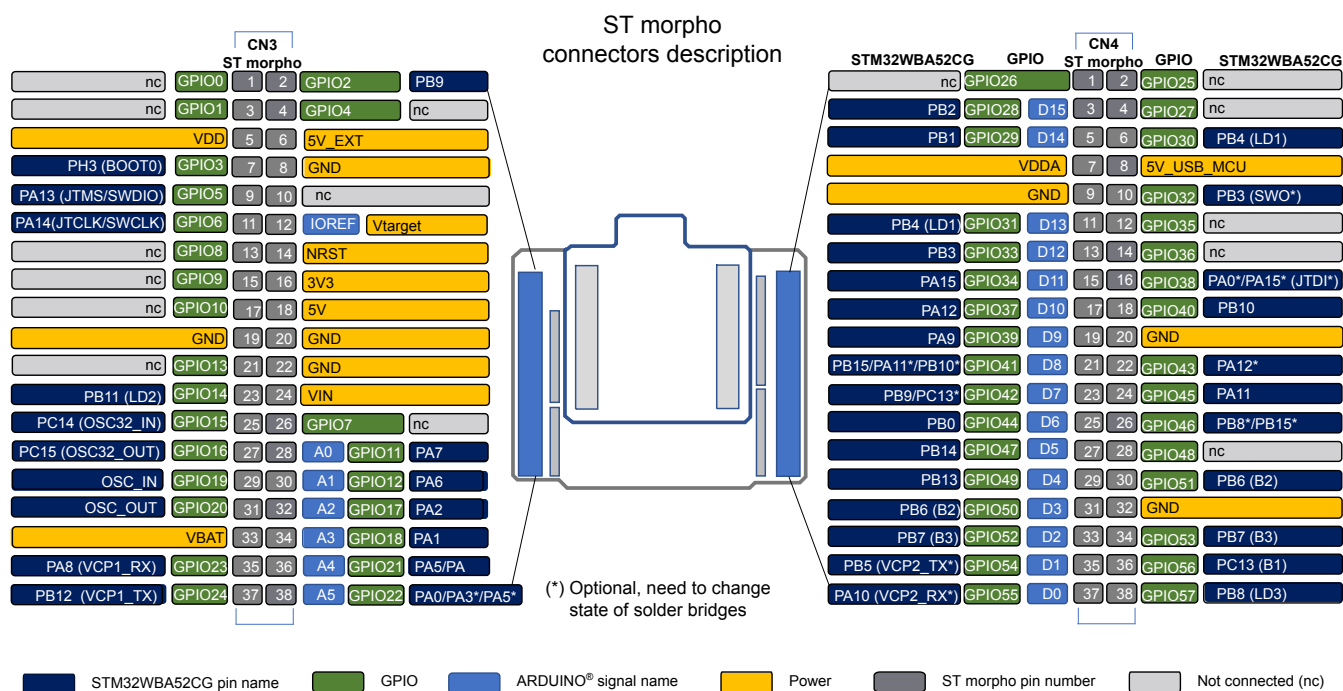 ST morpho
connectors description
CN3
ST morpho
nc GPIO0 1 2 GPIO2 PB9
nc GPIO1 3 4 GPIO4 nc
VDD 5 6 5V_EXT
PH3 (BOOT0) GPIO3 7 8 GND
PA13 (JTMS/SWDIO) GPIO5 9 10 nc
PA14(JTCLK/SWCLK) GPIO6 11 12 IOREF Vtarget
nc GPIO8 13 14 NRST
nc GPIO9 15 16 3V3
nc GPIO10 17 18 5V
GND 19 20 GND
nc GPIO13 21 22 GND
PB11 (LD2) GPIO14 23 24 VIN
PC14 (OSC32_IN) GPIO15 25 26 GPIO7 nc
PC15 (OSC32_OUT) GPIO16 27 28 A0 GPIO11 PA7
OSC_IN GPIO19 29 30 A1 GPIO12 PA6
OSC_OUT GPIO20 31 32 A2 GPIO17 PA2
VBAT 33 34 A3 GPIO18 PA1
PA8 (VCP1_RX) GPIO23 35 36 A4 GPIO21 PA5/PA
PB12 (VCP1_TX) GPIO24 37 38 A5 GPIO22 PA0/PA3*/PA5*
(*) Optional, need to change
state of solder bridges
CN4
STM32WBA52CG GPIO ST morpho GPIO STM32WBA52CG
nc GPIO26 1 2 GPIO25 nc
PB2 GPIO28 D15 3 4 GPIO27 nc
PB1 GPIO29 D14 5 6 GPIO30 PB4 (LD1)
VDDA 7 8 5V_USB_MCU
GND 9 10 GPIO32 PB3 (SWO*)
PB4 (LD1) GPIO31 D13 11 12 GPIO35 nc
PB3 GPIO33 D12 13 14 GPIO36 nc
PA15 GPIO34 D11 15 16 GPIO38 PA0*/PA15* (JTDI*)
PA12 GPIO37 D10 17 18 GPIO40 PB10
PA9 GPIO39 D9 19 20 GND
PB15/PA11*/PB10* GPIO41 D8 21 22 GPIO43 PA12*
PB9/PC13* GPIO42 D7 23 24 GPIO45 PA11
PB0 GPIO44 D6 25 26 GPIO46 PB8*/PB15*
PB14 GPIO47 D5 27 28 GPIO48 nc
PB13 GPIO49 D4 29 30 GPIO51 PB6 (B2)
PB6 (B2) GPIO50 D3 31 32 GND
PB7 (B3) GPIO52 D2 33 34 GPIO53 PB7 (B3)
PB5 (VCP2_TX*) GPIO54 D1 35 36 GPIO56 PC13 (B1)
PA10 (VCP2_RX*) GPIO55 D0 37 38 GPIO57 PB8 (LD3)
STM32WBA52CG pin name GPIO ARDUINO® signal name Power ST morpho pin number Not connected (nc)